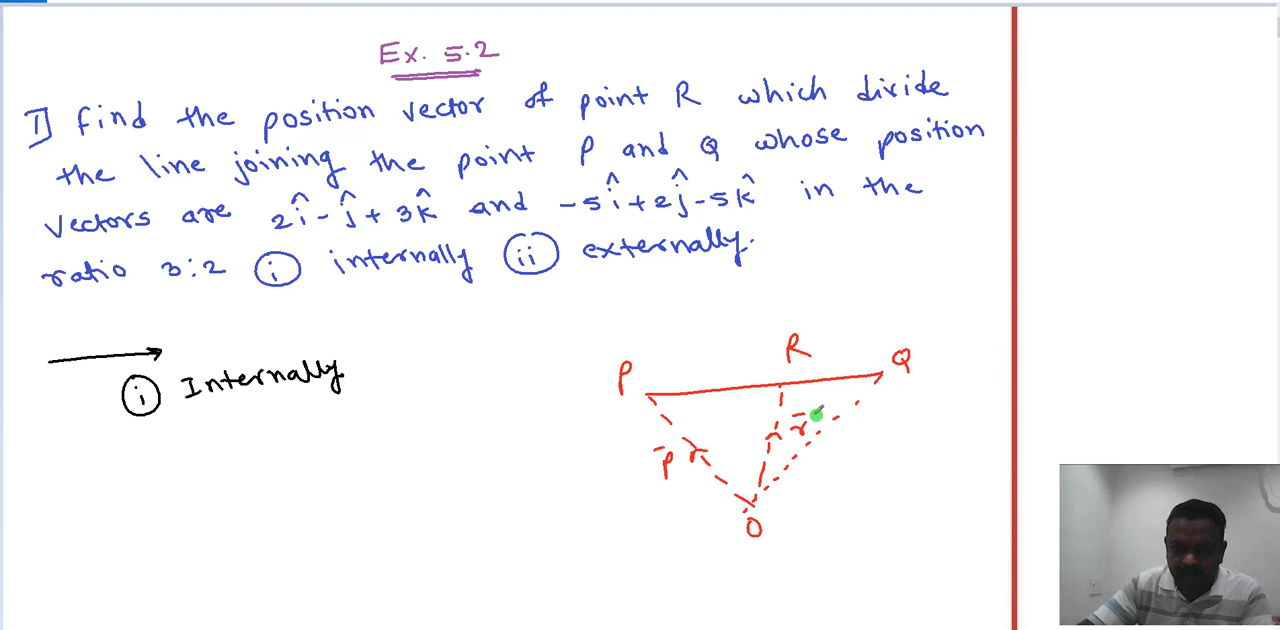 Ex. 5.2
1] find the position vector of point R which divide
the line joining the point P and Q whose position
vectors are 2î - ĵ + 3k̂ and -5î + 2ĵ - 5k̂ in the
ratio 3:2 (i) internally (ii) externally.
(i) Internally
P R Q
p̄ r̄
O